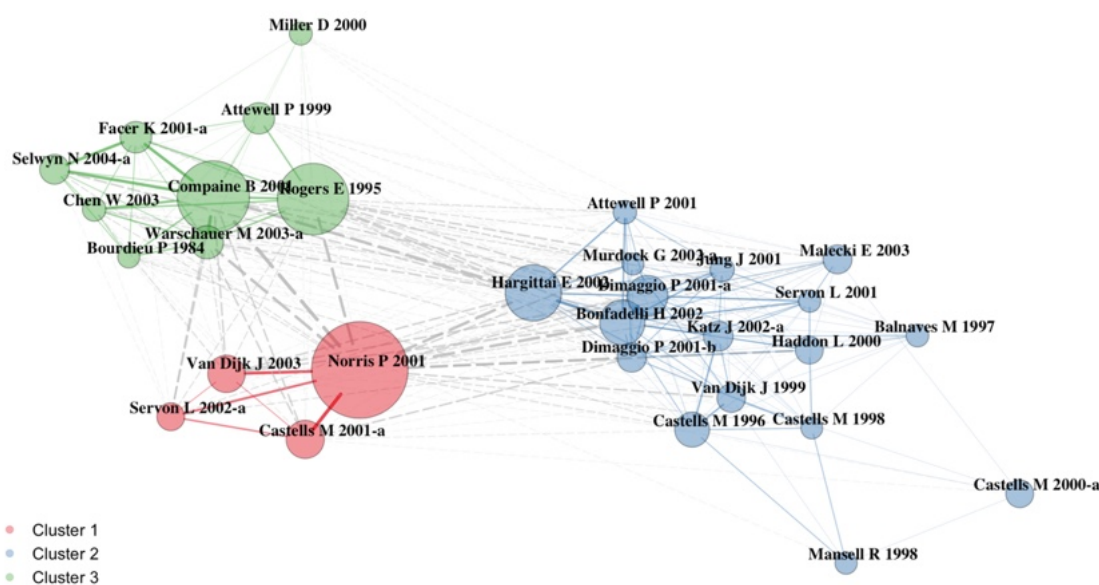 Miller D 2000
Attewell P 1999
Facer K 2001-a
Selwyn N 2004-a
Compaine B 2001
Rogers E 1995
Chen W 2003
Warschauer M 2003-a
Bourdieu P 1984
Attewell P 2001
Murdock G 2002-a
Jung J 2001
Malecki E 2003
Hargittai E 2002
Dimaggio P 2001-a
Servon L 2001
Bonfadelli H 2002
Katz J 2002-a
Balnaves M 1997
Haddon L 2000
Dimaggio P 2001-b
Van Dijk J 2003
Norris P 2001
Van Dijk J 1999
Servon L 2002-a
Castells M 2001-a
Castells M 1996
Castells M 1998
Castells M 2000-a
Mansell R 1998
Cluster 1
Cluster 2
Cluster 3